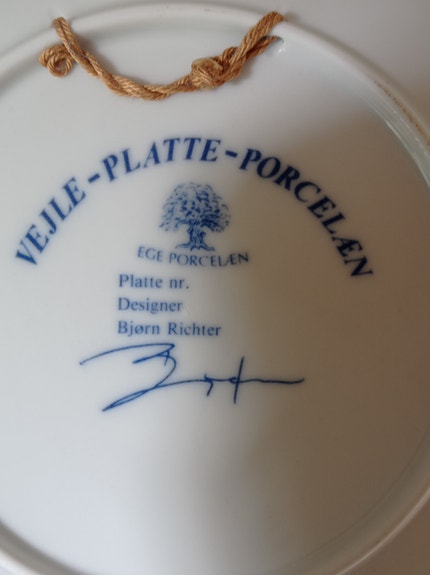 VEJLE-PLATTE-PORCELÆN
EGE PORCELÆN
Platte nr.
Designer
Bjørn Richter